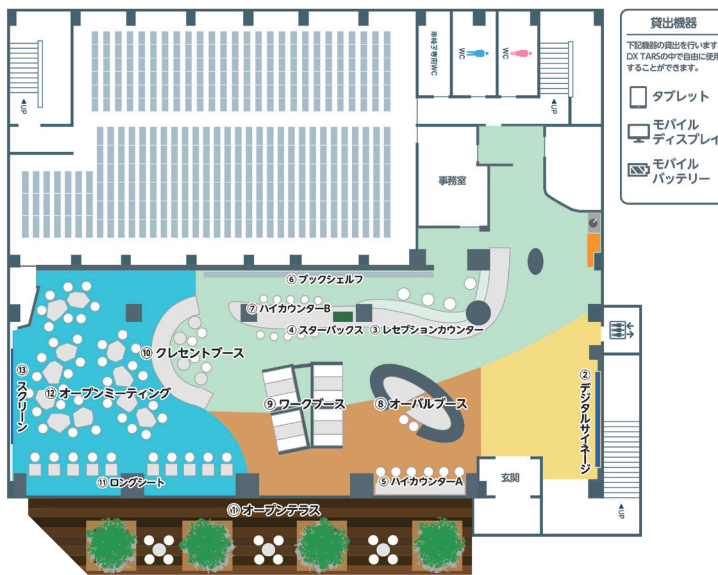 車椅子専用WC
WC
WC
UP
UP
事務室
⑥ ブックシェルフ
⑦ ハイカウンターB
④ スターバックス
③ レセプションカウンター
⑩ クレセントブース
⑬ スクリーン
⑫ オープンミーティング
⑨ ワークブース
⑧ オーバルブース
② デジタルサイネージ
⑪ ロングシート
⑤ ハイカウンターA
玄関
① オープンテラス
UP
貸出機器
下記機器の貸出を行います
DX TARSの中で自由に使用
することができます。
タブレット
モバイル
ディスプレイ
モバイル
バッテリー